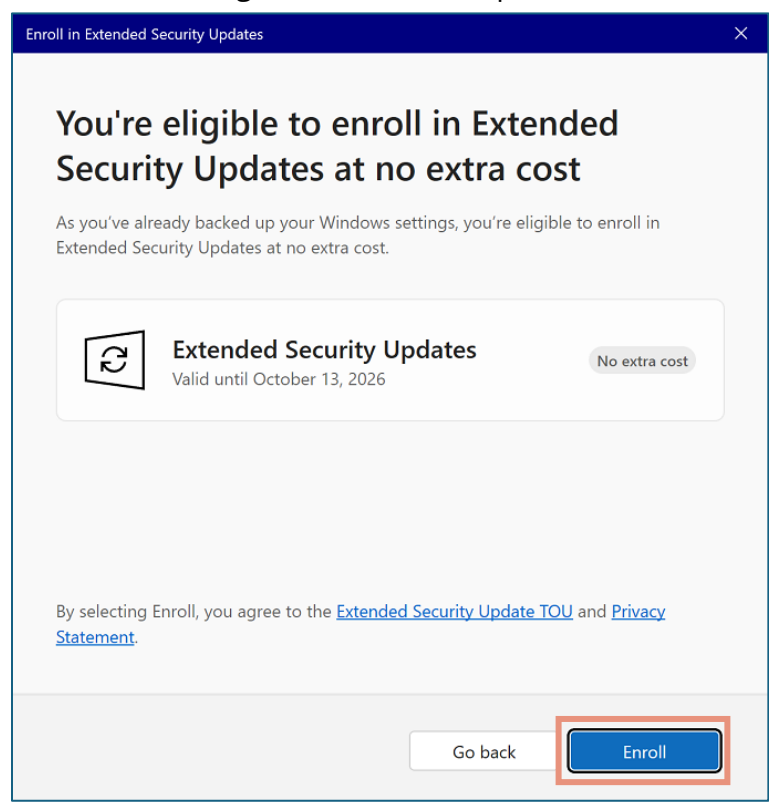 Enroll in Extended Security Updates
You're eligible to enroll in Extended
Security Updates at no extra cost
As you've already backed up your Windows settings, you're eligible to enroll in
Extended Security Updates at no extra cost.
Extended Security Updates
Valid until October 13, 2026
No extra cost
By selecting Enroll, you agree to the Extended Security Update TOU and Privacy
Statement.
Go back
Enroll